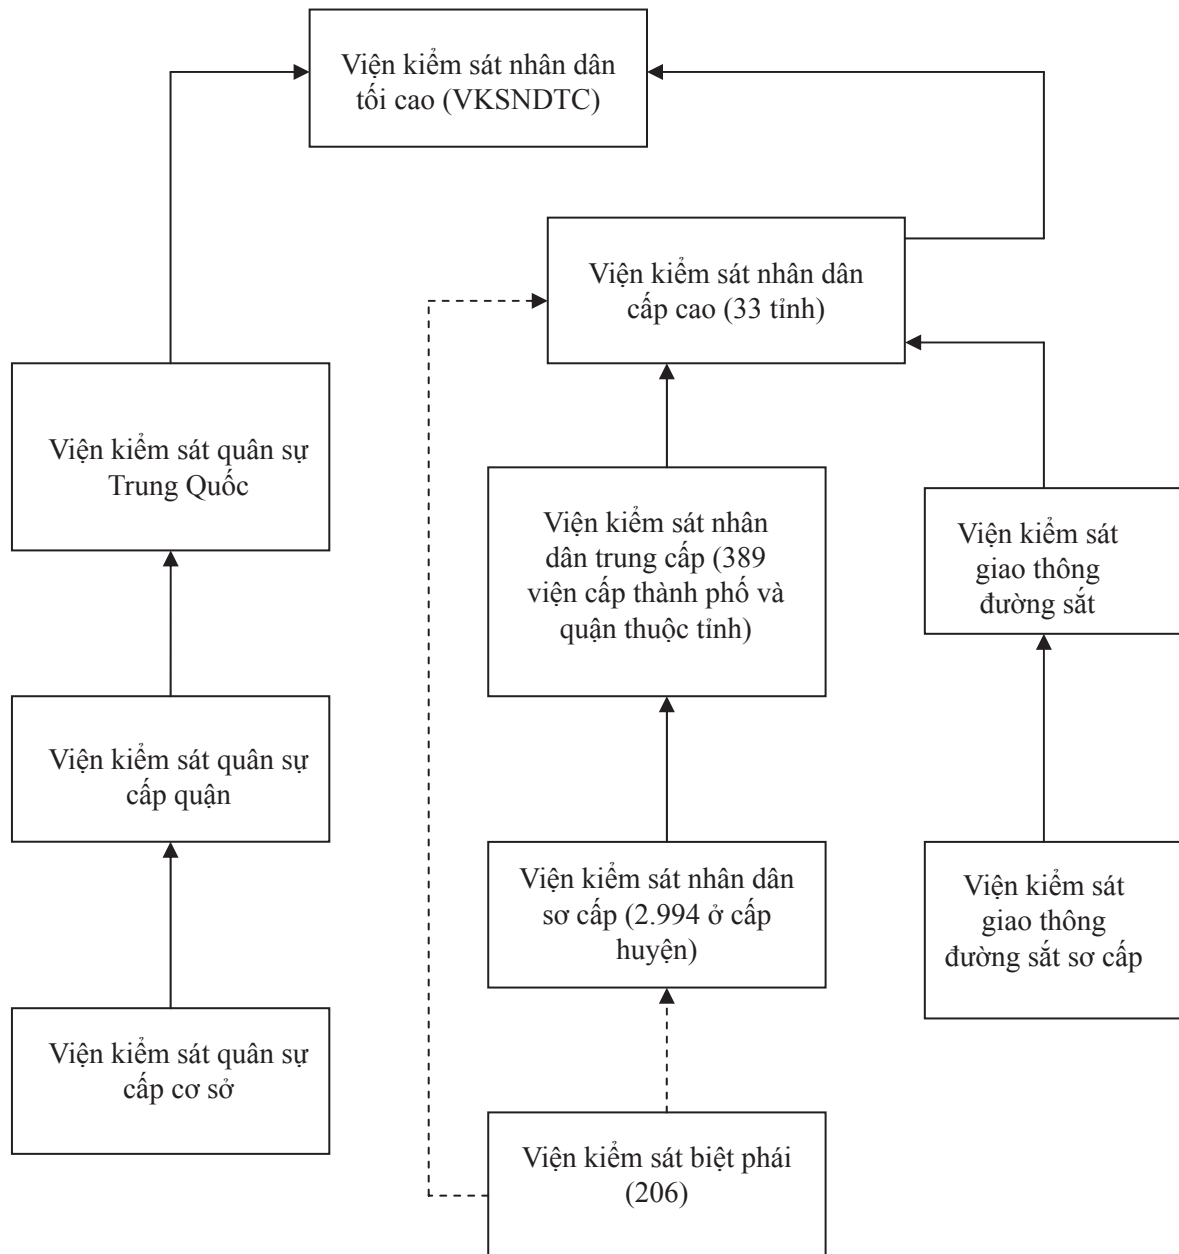 Viện kiểm sát nhân dân
tối cao (VKSNDTC)
Viện kiểm sát nhân dân
cấp cao (33 tỉnh)
Viện kiểm sát quân sự
Trung Quốc
Viện kiểm sát nhân
dân trung cấp (389
viện cấp thành phố và
quận thuộc tỉnh)
Viện kiểm sát
giao thông
đường sắt
Viện kiểm sát quân sự
cấp quận
Viện kiểm sát nhân dân
sơ cấp (2.994 ở cấp
huyện)
Viện kiểm sát
giao thông
đường sắt sơ cấp
Viện kiểm sát quân sự
cấp cơ sở
Viện kiểm sát biệt phái
(206)